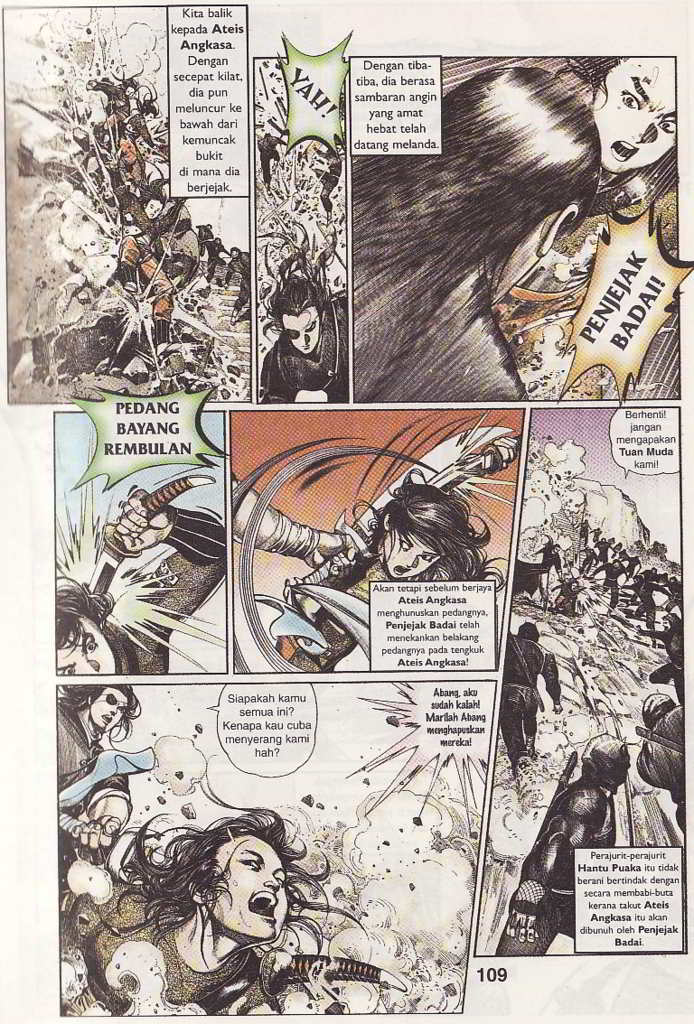 Kita balik
kepada Ateis
Angkasa.
Dengan
secepat kilat,
dia pun
meluncur ke
bawah dari
kemuncak
bukit
di mana dia
berjejak.
YAH!
Dengan tiba-
tiba, dia berasa
sambaran angin
yang amat
hebat telah
datang melanda.
PENJEJAK
BADAI!
PEDANG
BAYANG
REMBULAN
Akan tetapi sebelum berjaya
Ateis Angkasa
menghunuskan pedangnya,
Penjejak Badai telah
menekankan belakang
pedangnya pada tengkuk
Ateis Angkasa!
Berhenti!
jangan
mengapakan
Tuan Muda
kami!
Siapakah kamu
semua ini?
Kenapa kau cuba
menyerang kami
hah?
Abang, aku
sudah kalah!
Marilah Abang
menghapuskan
mereka!
Perajurit-perajurit
Hantu Puaka itu tidak
berani bertindak dengan
secara membabi-buta
kerana takut Ateis
Angkasa itu akan
dibunuh oleh Penjejak
Badai.
109